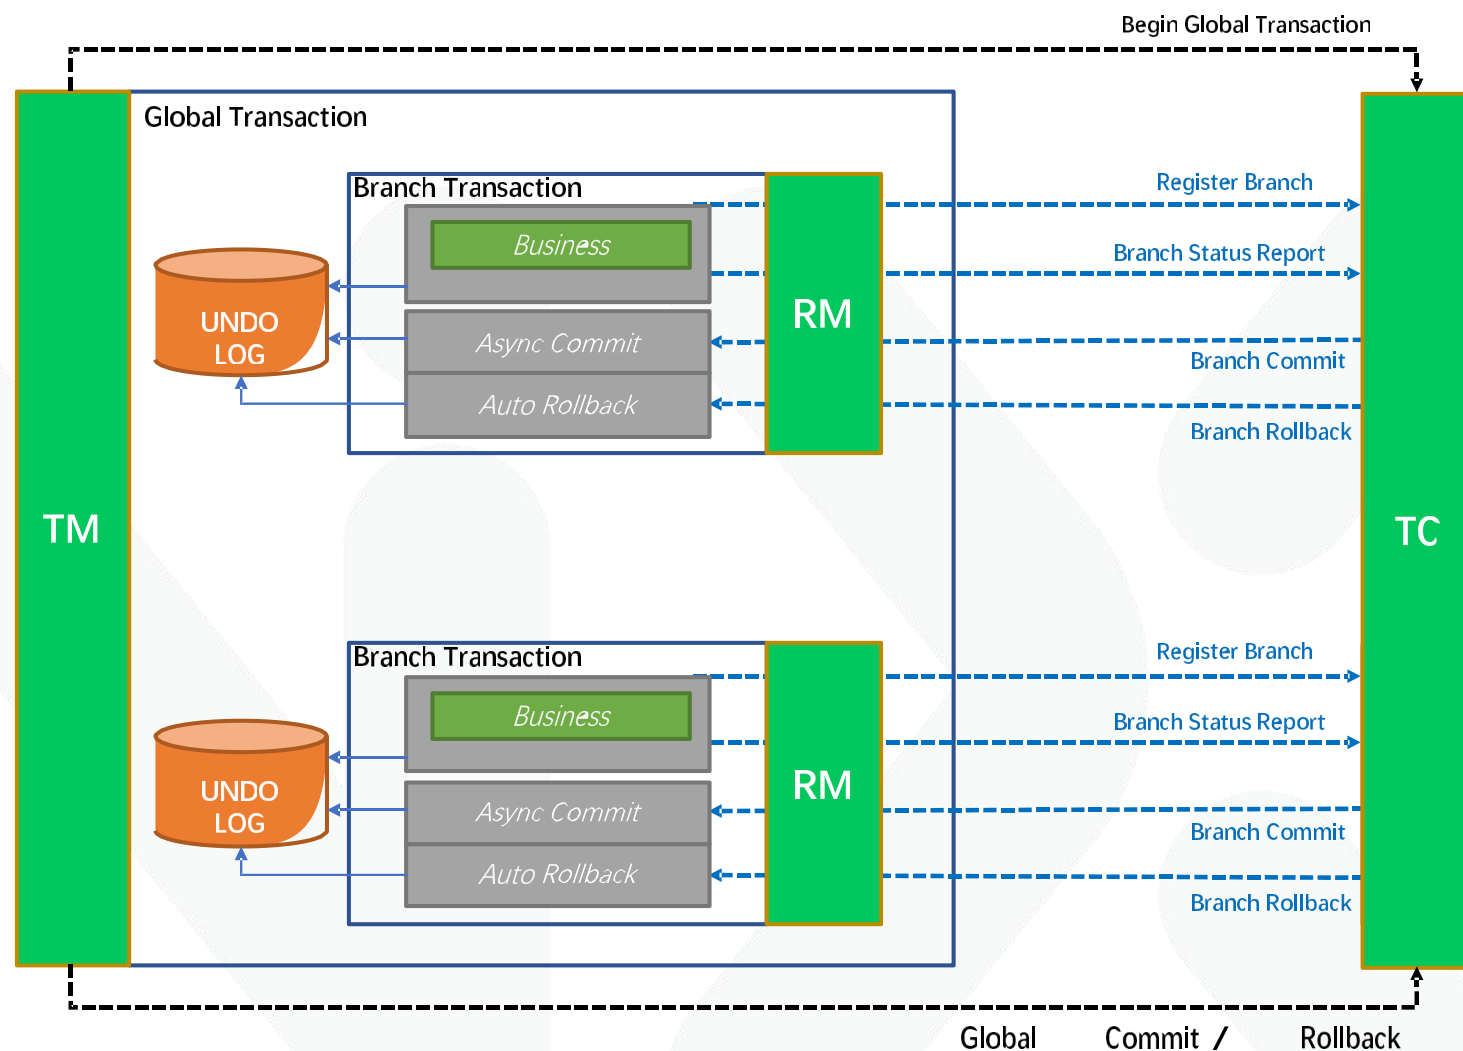 Begin Global Transaction
Global Transaction
Branch Transaction
Register Branch
Business
Branch Status Report
RM
UNDO
LOG
Async Commit
Branch Commit
Auto Rollback
Branch Rollback
TM
TC
Branch Transaction
Register Branch
Business
Branch Status Report
RM
UNDO
LOG
Async Commit
Branch Commit
Auto Rollback
Branch Rollback
Global Commit / Rollback